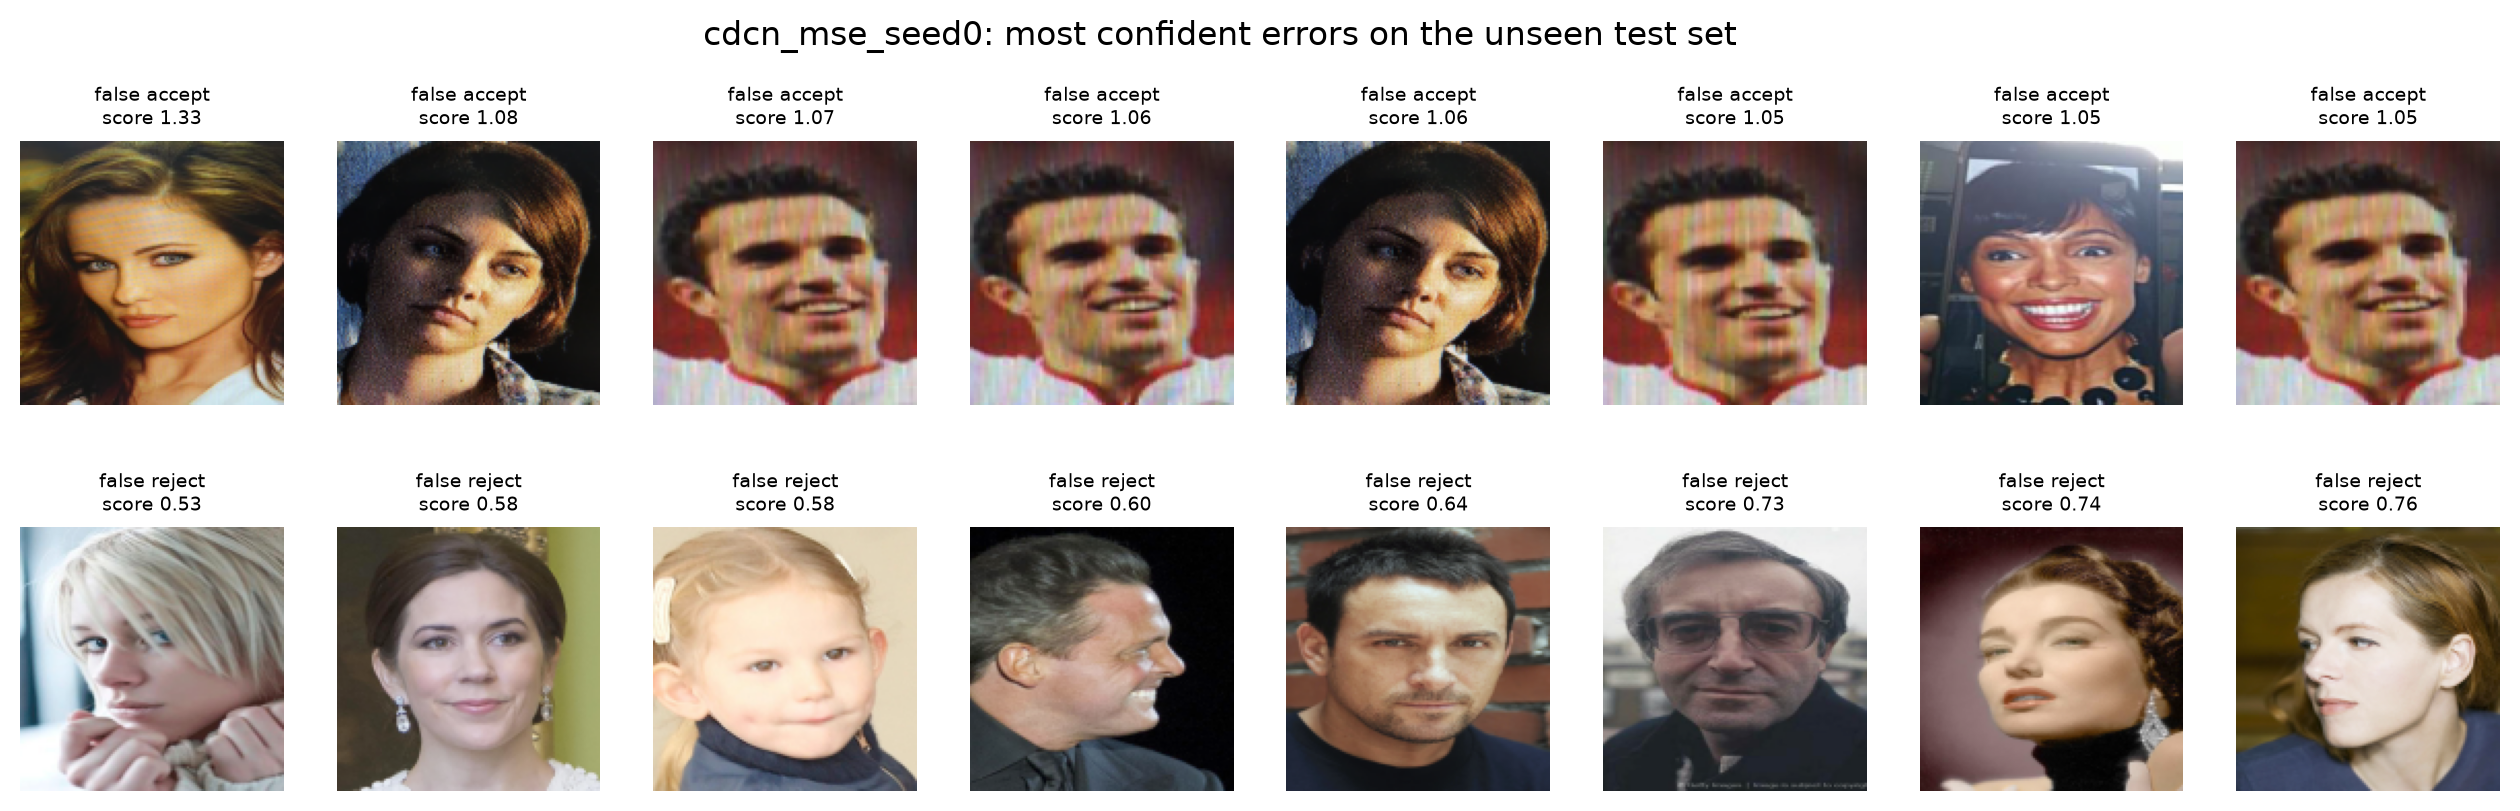 cdcn_mse_seed0: most confident errors on the unseen test set
false accept
score 1.33
false accept
score 1.08
false accept
score 1.07
false accept
score 1.06
false accept
score 1.06
false accept
score 1.05
false accept
score 1.05
false accept
score 1.05
false reject
score 0.53
false reject
score 0.58
false reject
score 0.58
false reject
score 0.60
false reject
score 0.64
false reject
score 0.73
false reject
score 0.74
false reject
score 0.76